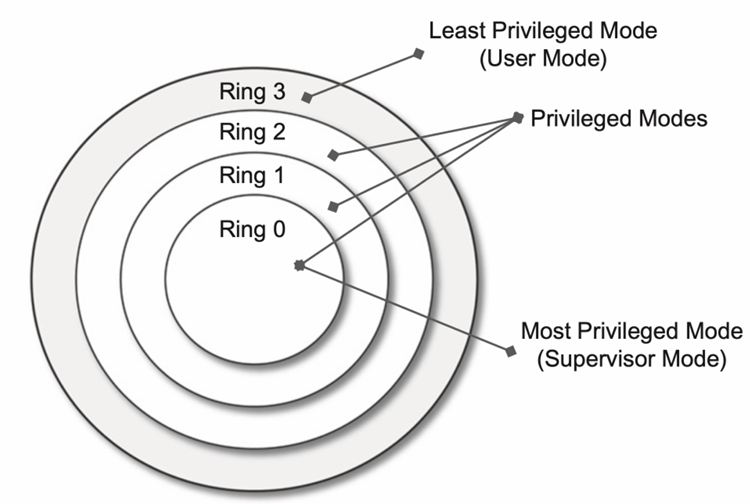 Least Privileged Mode
(User Mode)
Ring 3
Privileged Modes
Ring 2
Ring 1
Ring 0
Most Privileged Mode
(Supervisor Mode)